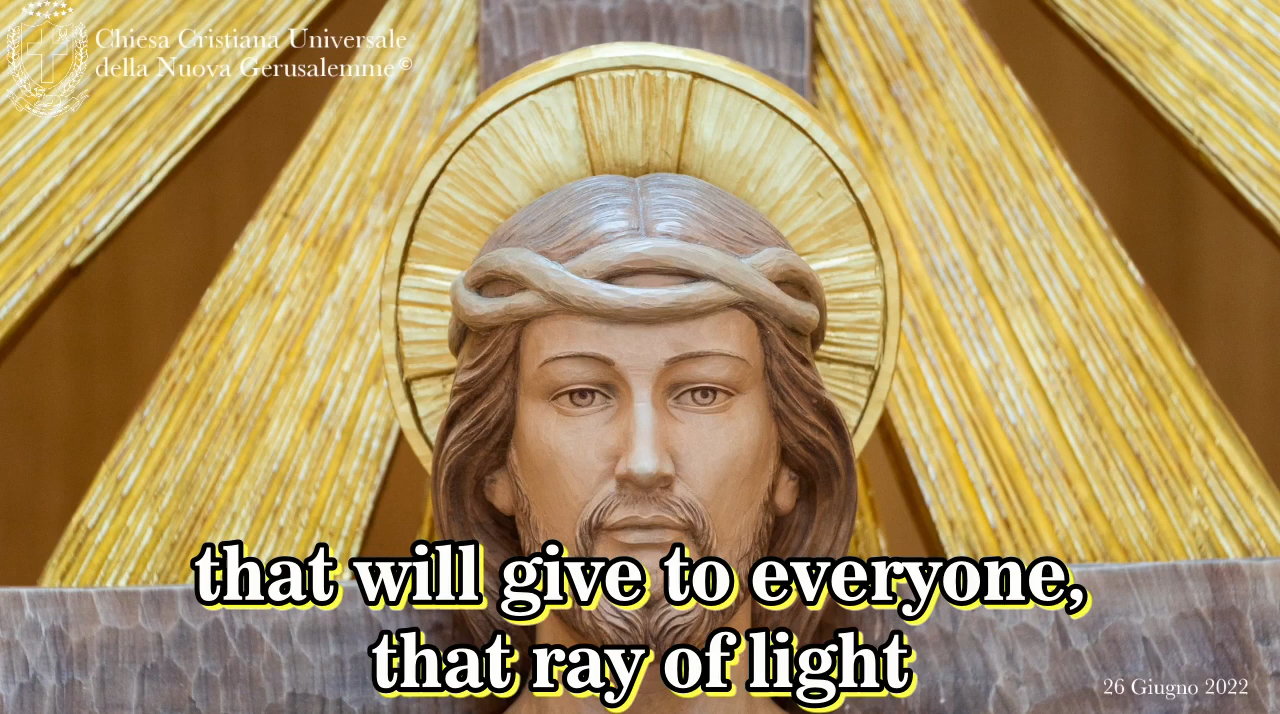 Chiesa Cristiana Universale
della Nuova Gerusalemme©
that will give to everyone,
that ray of light
26 Giugno 2022